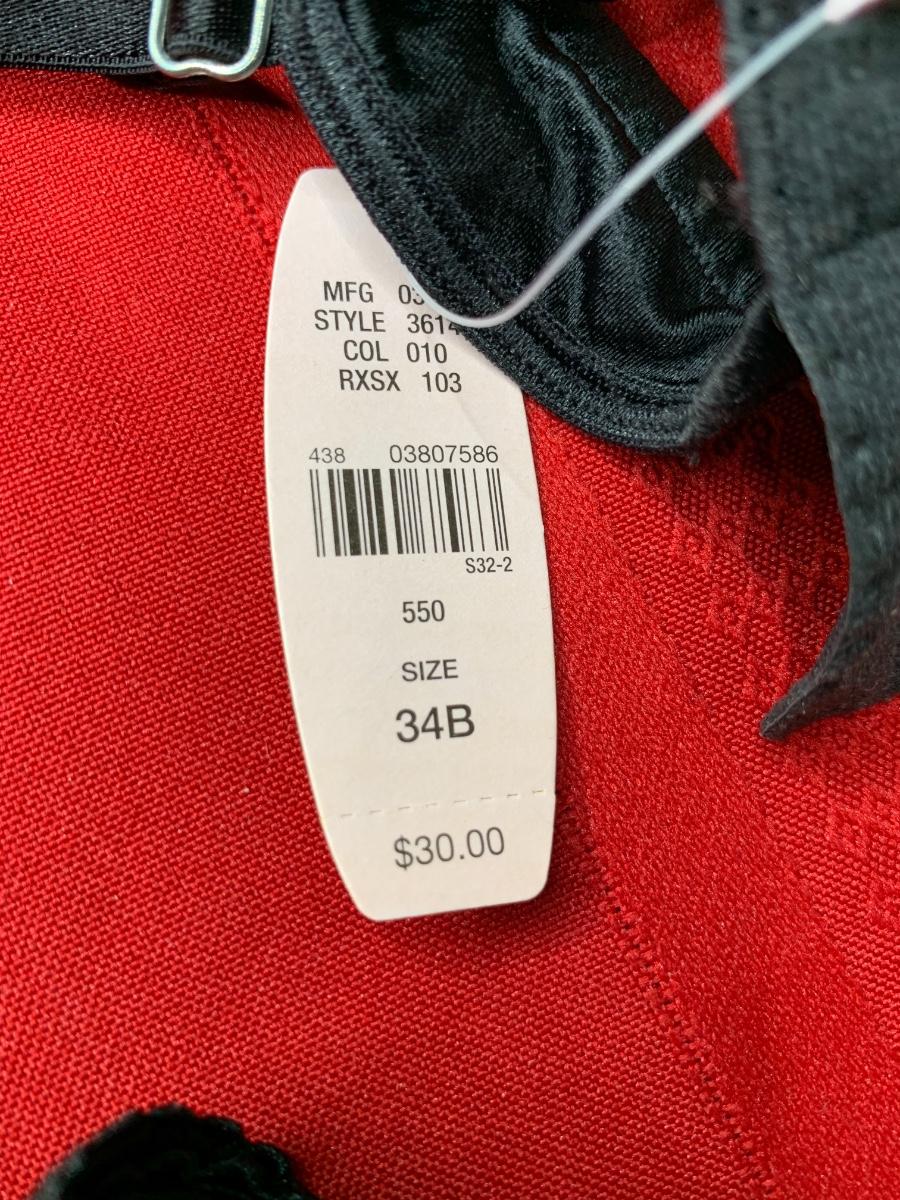 MFG
STYLE
COL 010
RXSX 103
438 03807586
S32-2
550
SIZE
34B
$30.00